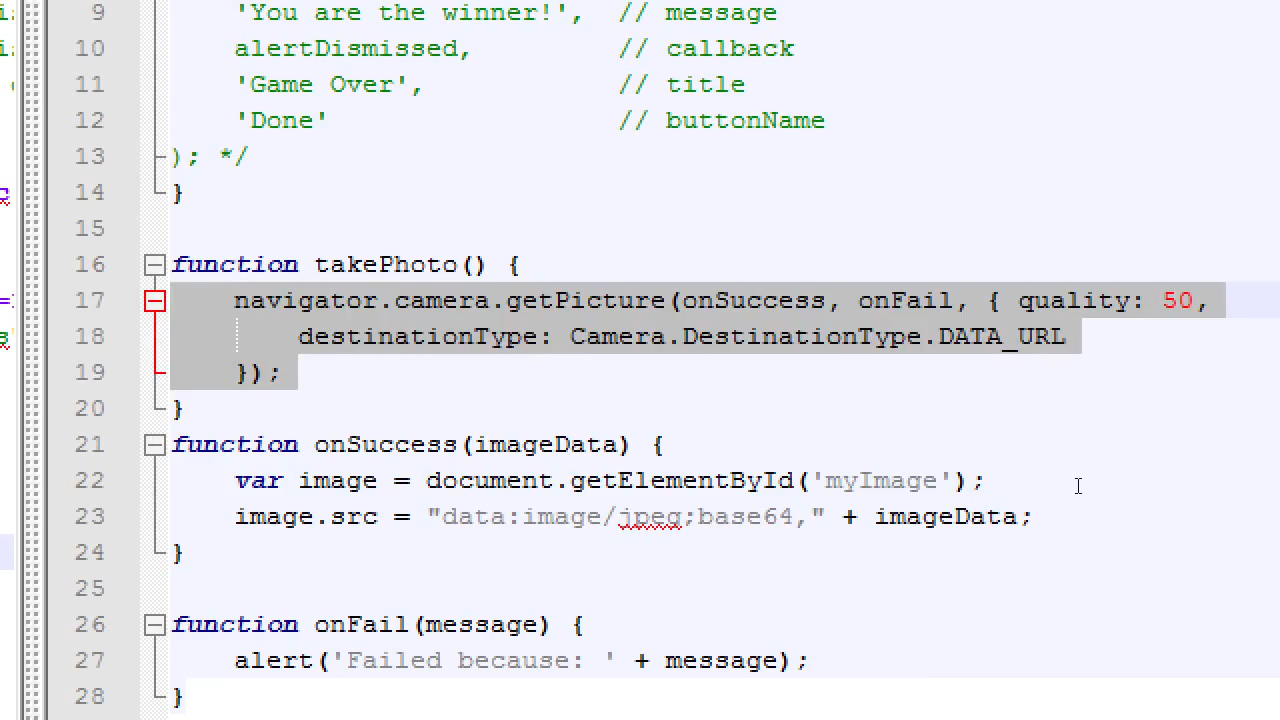 9 'You are the winner!', // message
10 alertDismissed, // callback
11 'Game Over', // title
12 'Done' // buttonName
13 ); */
14 }
15
16 function takePhoto() {
17 navigator.camera.getPicture(onSuccess, onFail, { quality: 50,
18 destinationType: Camera.DestinationType.DATA_URL
19 });
20 }
21 function onSuccess(imageData) {
22 var image = document.getElementById('myImage');
23 image.src = "data:image/jpeg;base64," + imageData;
24 }
25
26 function onFail(message) {
27 alert('Failed because: ' + message);
28 }